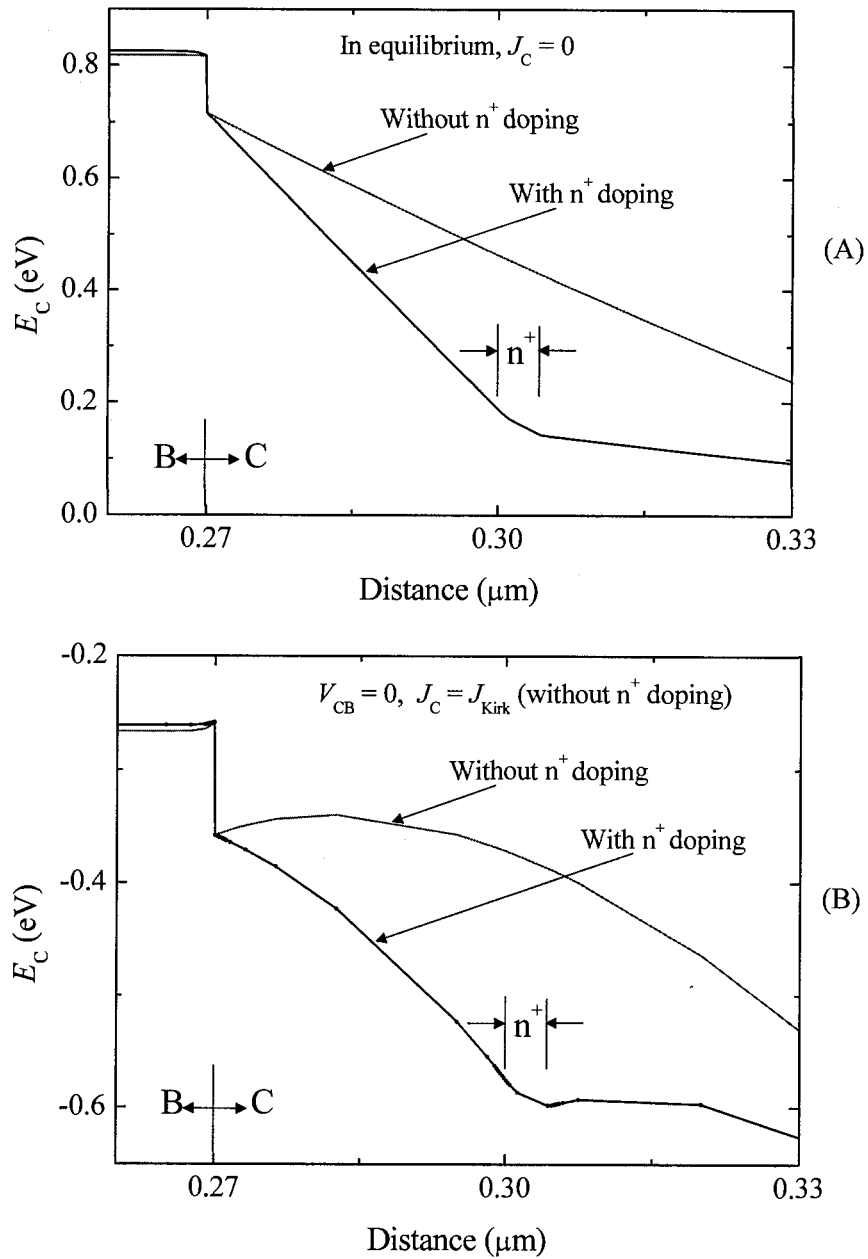 In equilibrium, J_C = 0
0.8
Without n⁺ doping
0.6
With n⁺ doping
E_C (eV)
(A)
0.4
n⁺
0.2
B C
0.0
0.27 0.30 0.33
Distance (μm)
-0.2
V_CB = 0, J_C = J_Kirk (without n⁺ doping)
Without n⁺ doping
With n⁺ doping
-0.4
E_C (eV)
(B)
n⁺
B C
-0.6
0.27 0.30 0.33
Distance (μm)